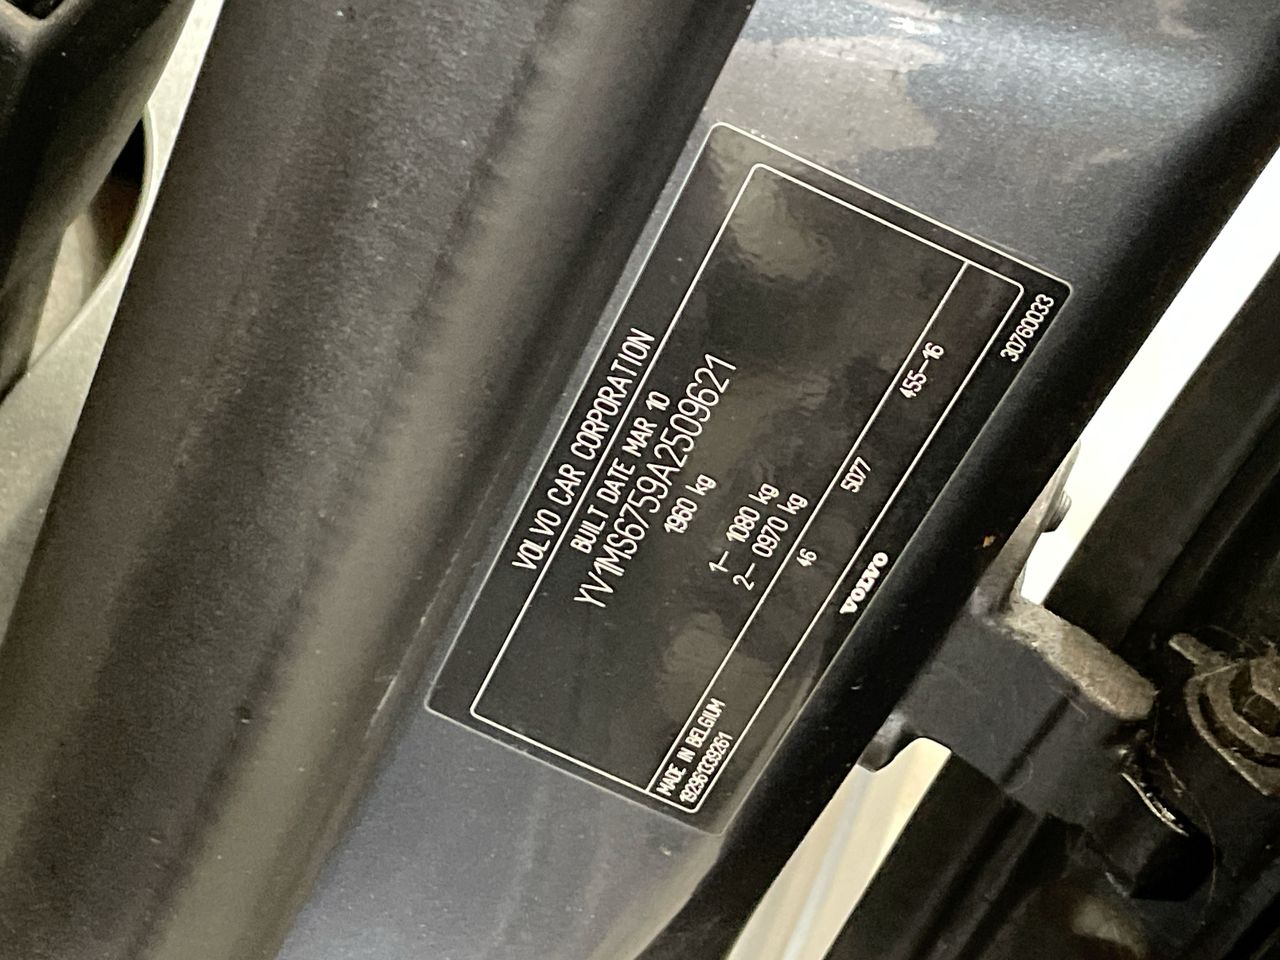 VOLVO CAR CORPORATION
BUILT DATE MAR 10
YV1MS6759A2509621
1960 kg
1- 1080 kg
2- 0970 kg
46 5D77 455-16
MADE IN BELGIUM
192961339261
VOLVO
30760033